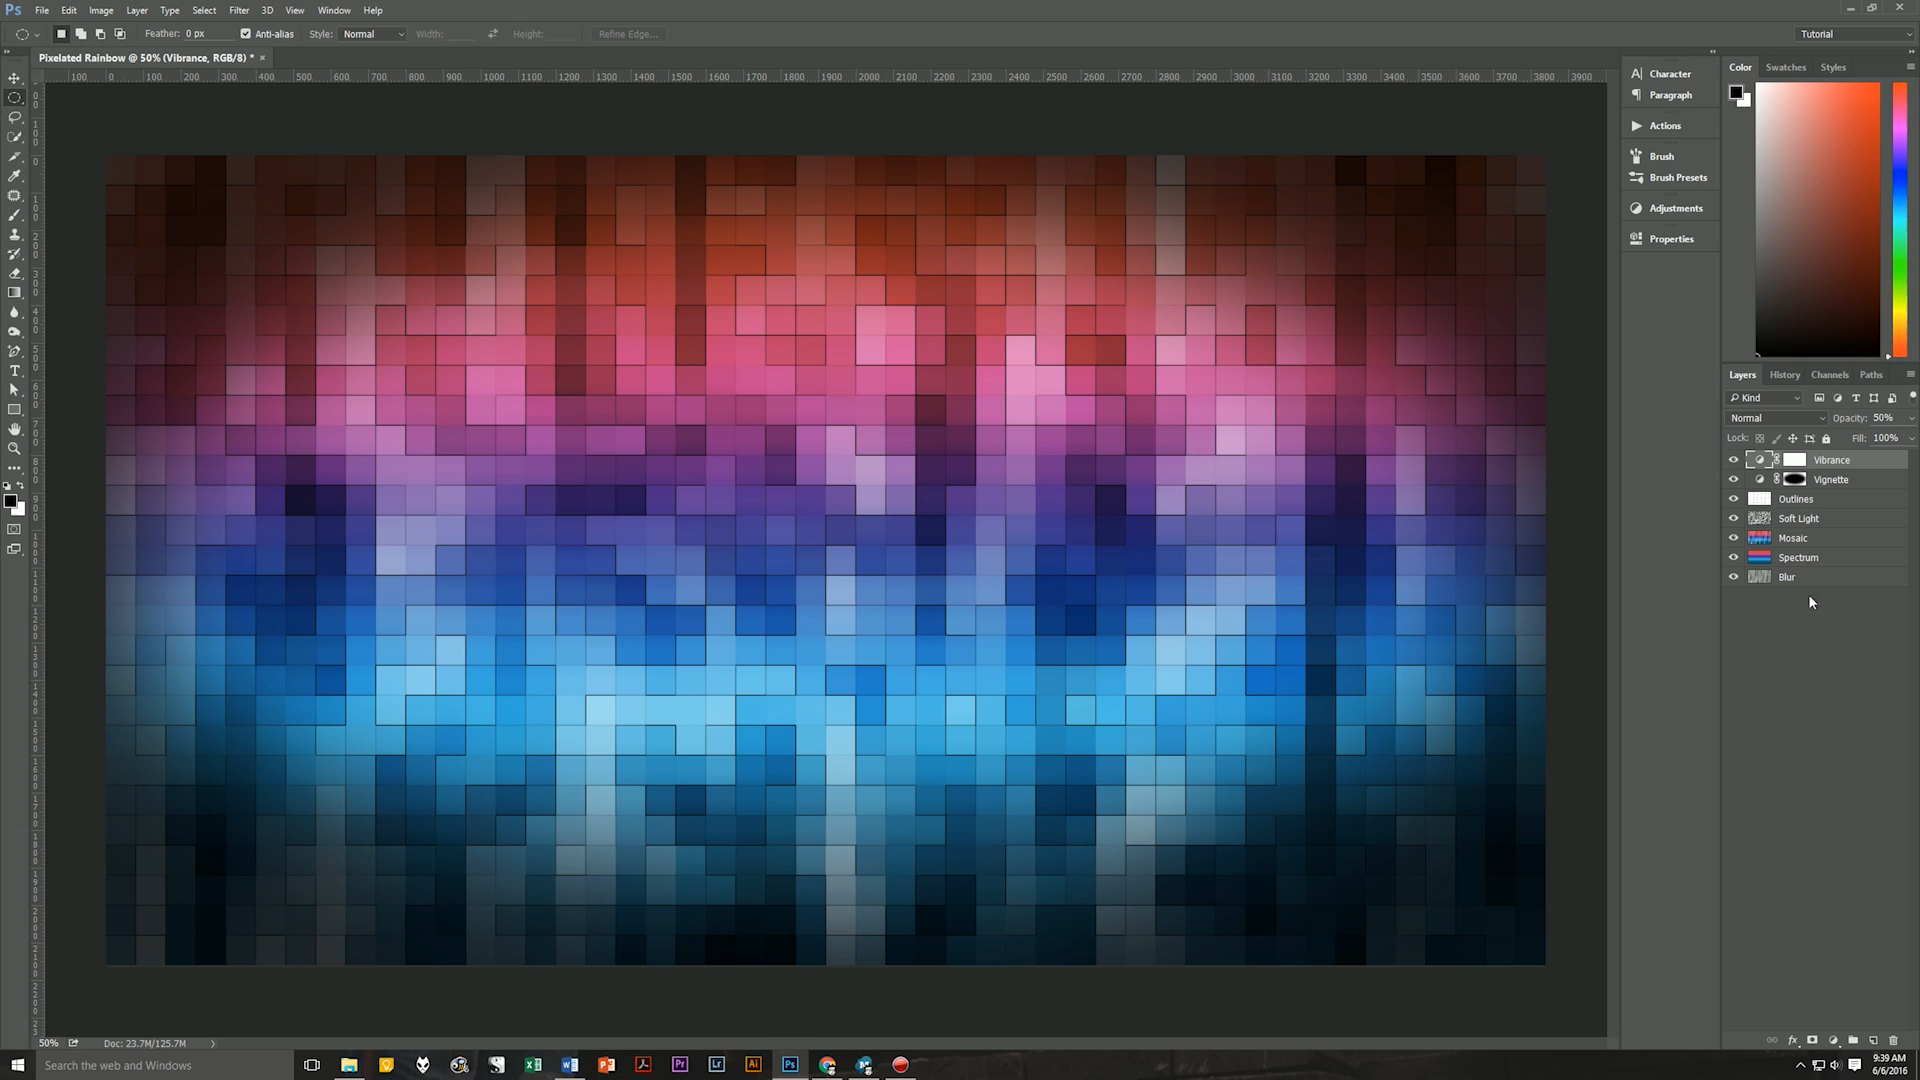 Ps File Edit Image Layer Type Select Filter 3D View Window Help
Feather: 0 px Anti-alias Style: Normal Width: Height: Refine Edge... Tutorial
Pixelated Rainbow @ 50% (Vibrance, RGB/8) * ×
100 0 100 200 300 400 500 600 700 800 900 1000 1100 1200 1300 1400 1500 1600 1700 1800 1900 2000 2100 2200 2300 2400 2500 2600 2700 2800 2900 3000 3100 3200 3300 3400 3500 3600 3700 3800 3900
Character
Paragraph
Actions
Brush
Brush Presets
Adjustments
Properties
Color Swatches Styles
Layers History Channels Paths
Kind
Normal Opacity: 50%
Lock: Fill: 100%
Vibrance
Vignette
Outlines
Soft Light
Mosaic
Spectrum
Blur
fx
50% Doc: 23.7M/125.7M
Search the web and Windows
Pr Lr Ai Ps
9:39 AM
6/6/2016